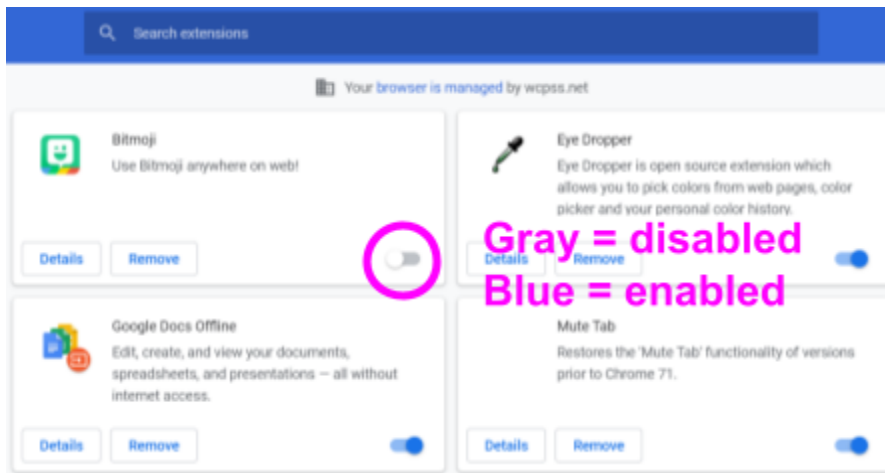 Search extensions
Your browser is managed by wcpss.net
Bitmoji
Use Bitmoji anywhere on web!
Details
Remove
Eye Dropper
Eye Dropper is open source extension which
allows you to pick colors from web pages, color
picker and your personal color history.
Gray = disabled
Details
Remove
Blue = enabled
Google Docs Offline
Edit, create, and view your documents,
spreadsheets, and presentations — all without
internet access.
Details
Remove
Mute Tab
Restores the 'Mute Tab' functionality of versions
prior to Chrome 71.
Details
Remove